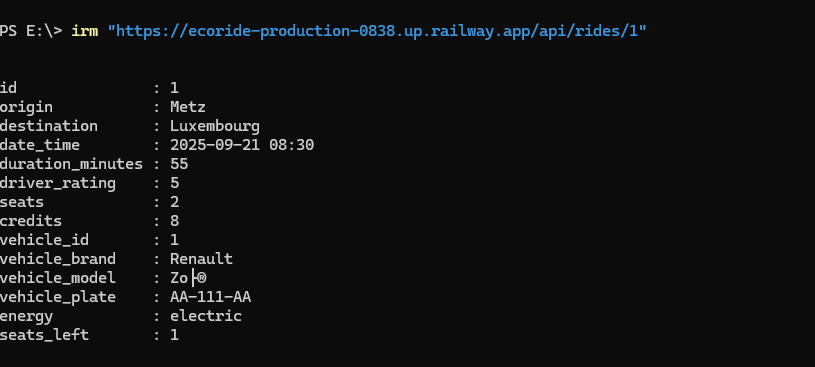 PS E:\> irm "https://ecoride-production-0838.up.railway.app/api/rides/1"
id : 1
origin : Metz
destination : Luxembourg
date_time : 2025-09-21 08:30
duration_minutes : 55
driver_rating : 5
seats : 2
credits : 8
vehicle_id : 1
vehicle_brand : Renault
vehicle_model : Zo├®
vehicle_plate : AA-111-AA
energy : electric
seats_left : 1